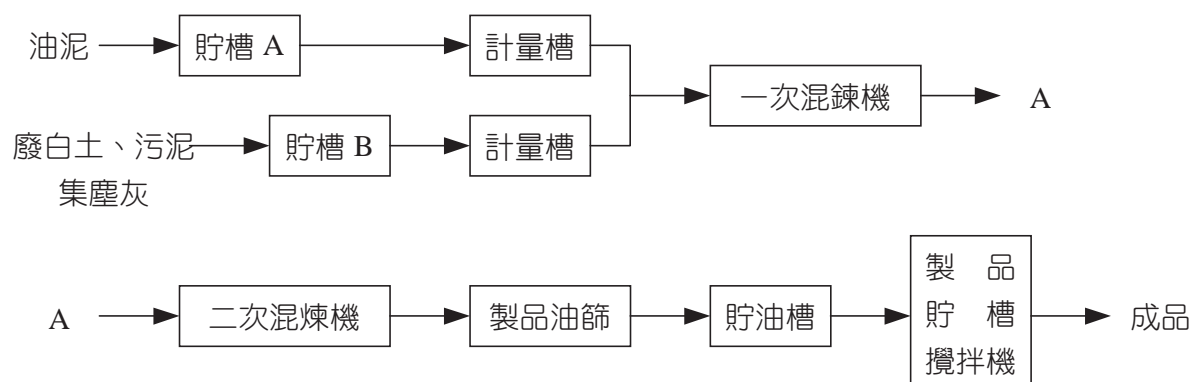 油泥
貯槽 A
計量槽
一次混鍊機
A
廢白土、污泥
集塵灰
貯槽 B
計量槽
A
二次混煉機
製品油篩
貯油槽
製 品
貯 槽
攪拌機
成品